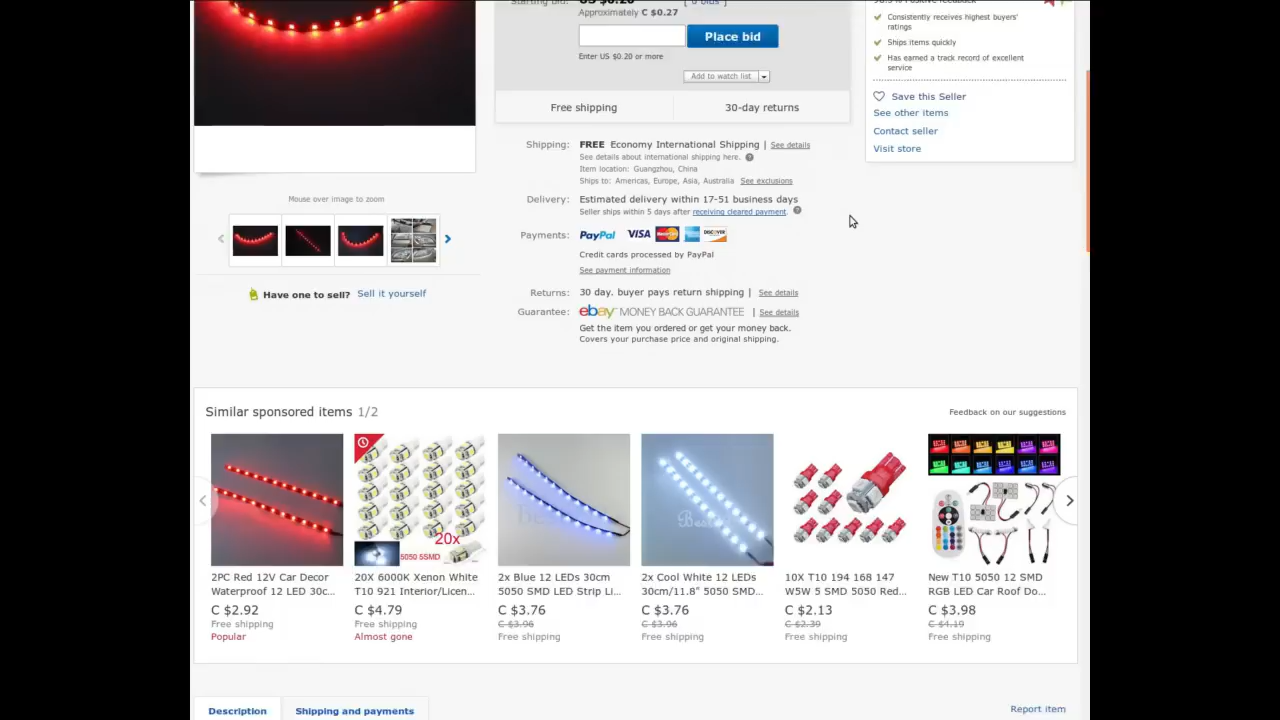 Approximately C $0.27
Place bid
Enter US $0.20 or more
Add to watch list
Free shipping
30-day returns
Consistently receives highest buyers'
ratings
Ships items quickly
Has earned a track record of excellent
service
Save this Seller
See other items
Contact seller
Visit store
Shipping: FREE Economy International Shipping | See details
See details about international shipping here.
Item location: Guangzhou, China
Ships to: Americas, Europe, Asia, Australia See exclusions
Delivery: Estimated delivery within 17-51 business days
Seller ships within 5 days after receiving cleared payment.
Payments: PayPal VISA MasterCard DISCOVER
Credit cards processed by PayPal
See payment information
Returns: 30 day. buyer pays return shipping | See details
Guarantee: ebay MONEY BACK GUARANTEE | See details
Get the item you ordered or get your money back.
Covers your purchase price and original shipping.
Mouse over image to zoom
Have one to sell? Sell it yourself
Similar sponsored items 1/2
Feedback on our suggestions
20x
5050 5SMD
2PC Red 12V Car Decor
Waterproof 12 LED 30c...
C $2.92
Free shipping
Popular
20X 6000K Xenon White
T10 921 Interior/Licen...
C $4.79
Free shipping
Almost gone
2x Blue 12 LEDs 30cm
5050 SMD LED Strip Li...
C $3.76
C $3.96
Free shipping
2x Cool White 12 LEDs
30cm/11.8" 5050 SMD...
C $3.76
C $3.96
Free shipping
10X T10 194 168 147
W5W 5 SMD 5050 Red...
C $2.13
C $2.39
Free shipping
New T10 5050 12 SMD
RGB LED Car Roof Do...
C $3.98
C $4.19
Free shipping
Description
Shipping and payments
Report item